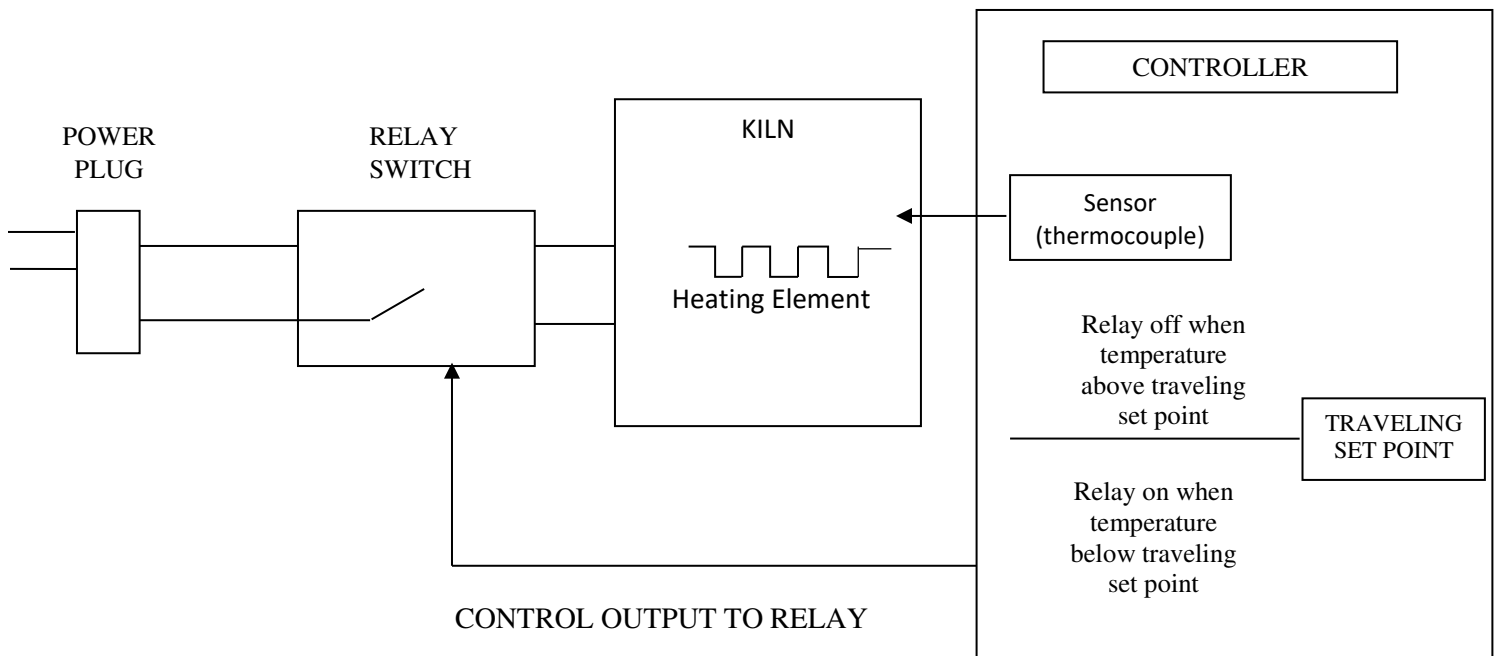 CONTROLLER
POWER
PLUG
RELAY
SWITCH
KILN
Sensor
(thermocouple)
Heating Element
Relay off when
temperature
above traveling
set point
TRAVELING
SET POINT
Relay on when
temperature
below traveling
set point
CONTROL OUTPUT TO RELAY